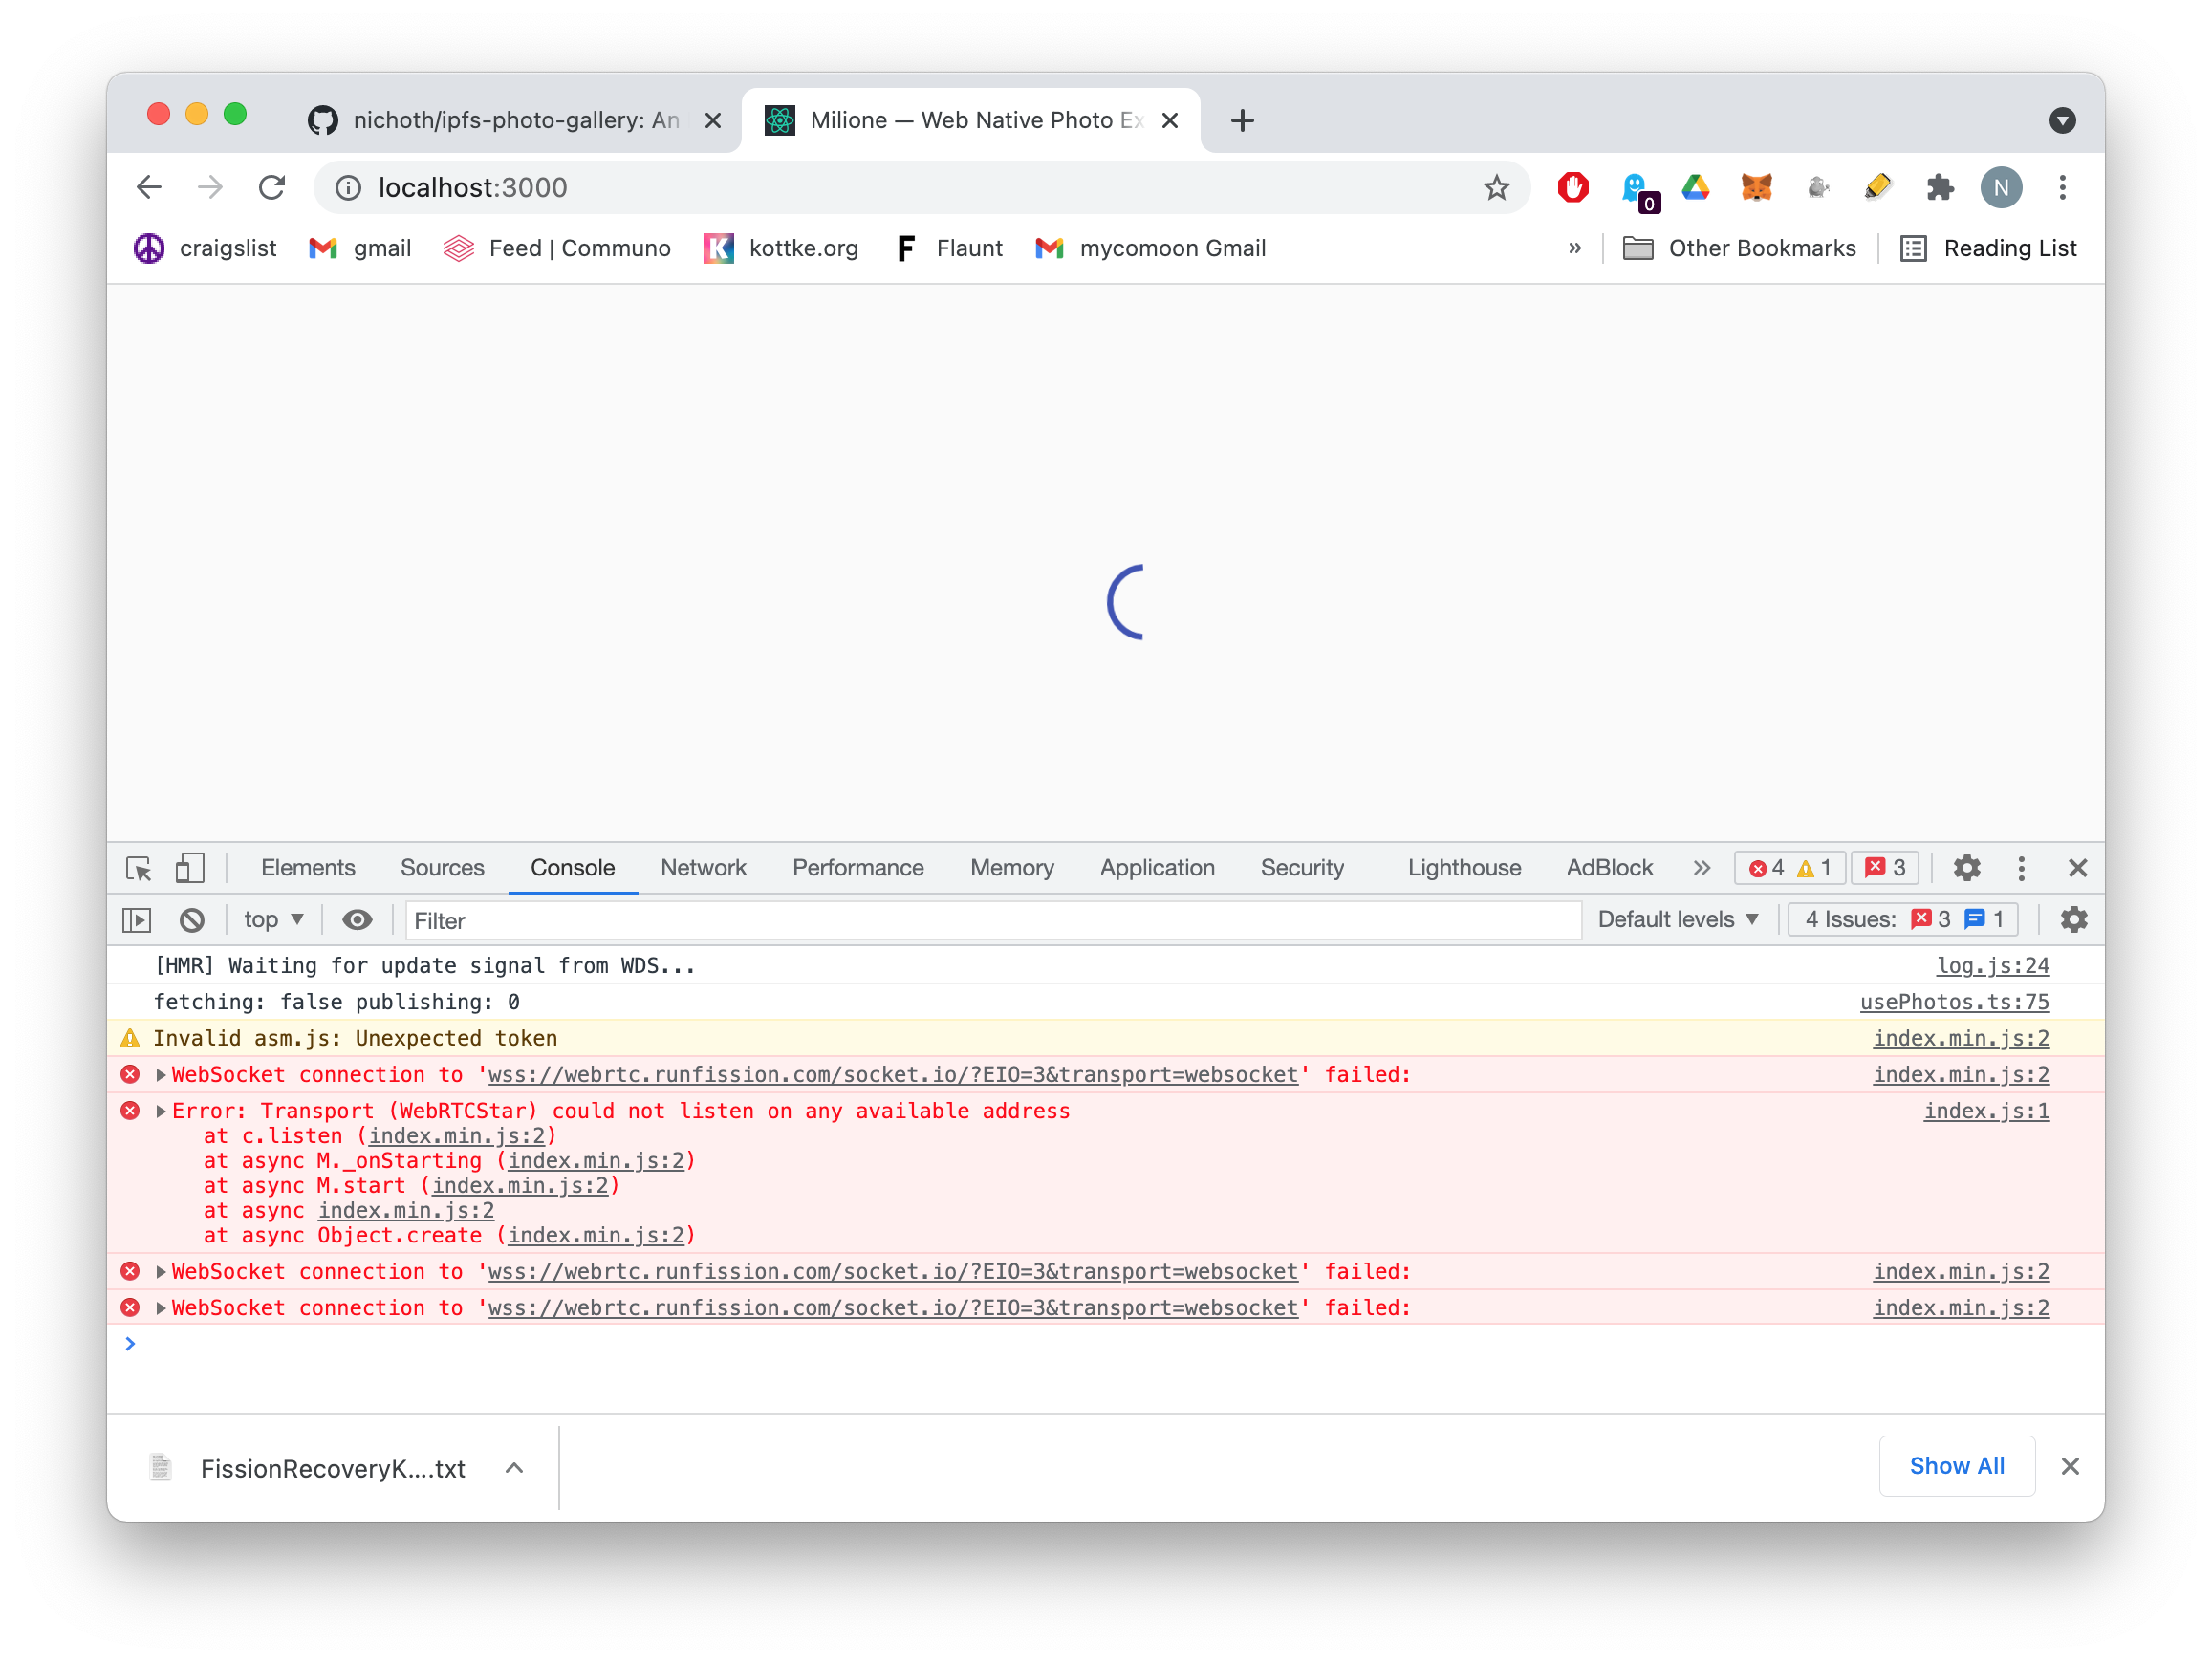 nichoth/ipfs-photo-gallery: An
Milione — Web Native Photo Ex
localhost:3000
0
N
craigslist
gmail
Feed | Communo
K
kottke.org
F
Flaunt
mycomoon Gmail
»
Other Bookmarks
Reading List
Elements
Sources
Console
Network
Performance
Memory
Application
Security
Lighthouse
AdBlock
4
1
3
top
Filter
Default levels
4 Issues:
3
1
[HMR] Waiting for update signal from WDS...
log.js:24
fetching: false publishing: 0
usePhotos.ts:75
Invalid asm.js: Unexpected token
index.min.js:2
WebSocket connection to 'wss://webrtc.runfission.com/socket.io/?EIO=3&transport=websocket' failed:
index.min.js:2
Error: Transport (WebRTCStar) could not listen on any available address
index.js:1
at c.listen (index.min.js:2)
at async M._onStarting (index.min.js:2)
at async M.start (index.min.js:2)
at async index.min.js:2
at async Object.create (index.min.js:2)
WebSocket connection to 'wss://webrtc.runfission.com/socket.io/?EIO=3&transport=websocket' failed:
index.min.js:2
WebSocket connection to 'wss://webrtc.runfission.com/socket.io/?EIO=3&transport=websocket' failed:
index.min.js:2
FissionRecoveryK....txt
Show All